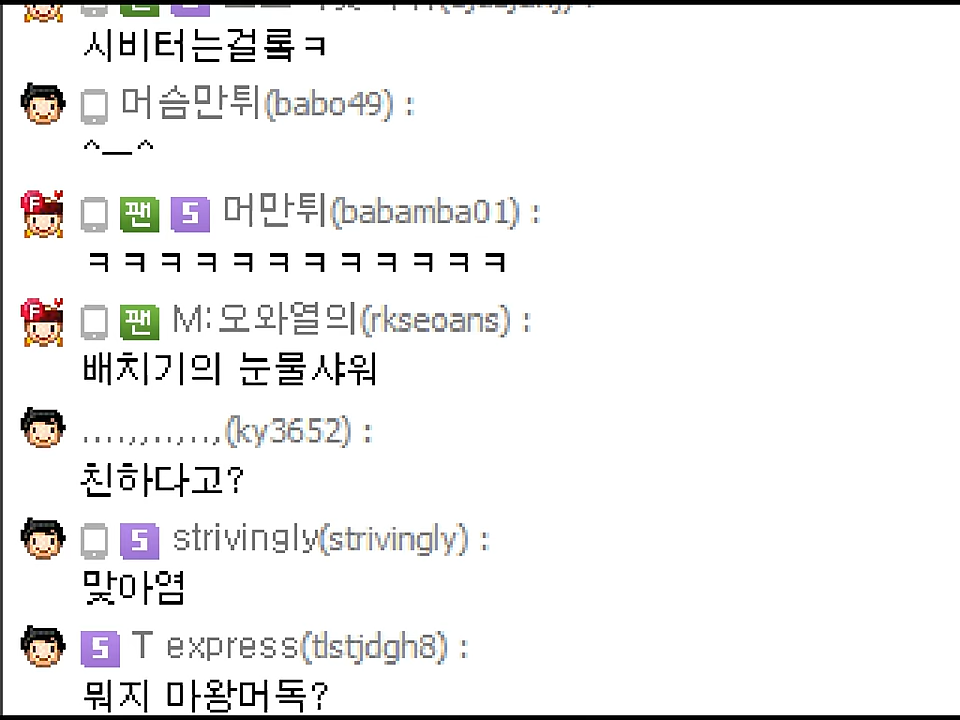 시비터는걸롴ㅋ
머슴만튀(babo49) :
^ㅡ^
팬 S 머만튀(babamba01) :
ㅋㅋㅋㅋㅋㅋㅋㅋㅋㅋㅋㅋ
팬 M:오와열의(rkseoans) :
배치기의 눈물샤워
....,,..,..,(ky3652) :
친하다고?
S strivingly(strivingly) :
맞아염
S T express(tlstjdgh8) :
뭐지 마왕머독?